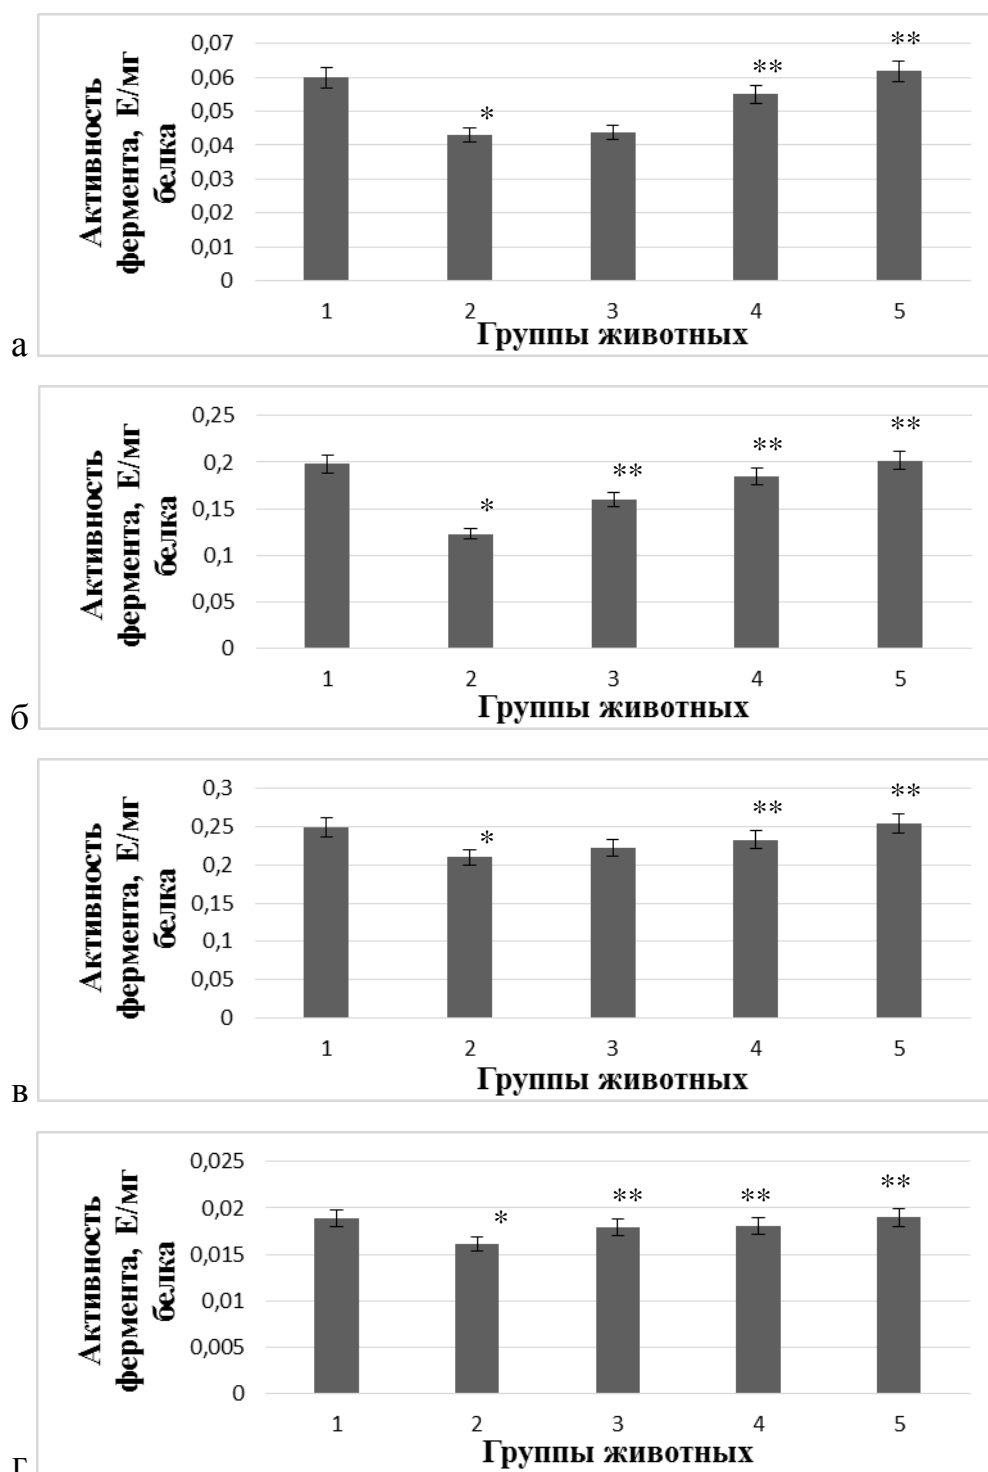 Активность
фермента, Е/мг
белка
0,07
0,06
0,05
0,04
0,03
0,02
0,01
0
*
**
**
1 2 3 4 5
Группы животных
а
Активность
фермента, Е/мг
белка
0,25
0,2
0,15
0,1
0,05
0
*
**
**
**
1 2 3 4 5
Группы животных
б
Активность
фермента, Е/мг
белка
0,3
0,25
0,2
0,15
0,1
0,05
0
*
**
**
1 2 3 4 5
Группы животных
в
Активность
фермента, Е/мг
белка
0,025
0,02
0,015
0,01
0,005
0
*
**
**
**
1 2 3 4 5
Группы животных
г